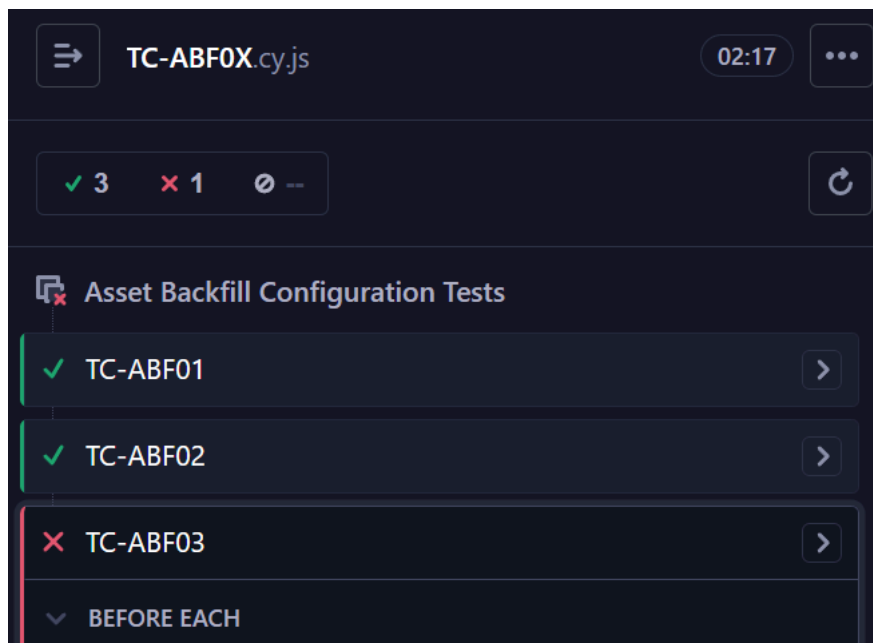 TC-ABF0X.cy.js 02:17
3 1 --
Asset Backfill Configuration Tests
TC-ABF01
TC-ABF02
TC-ABF03
BEFORE EACH